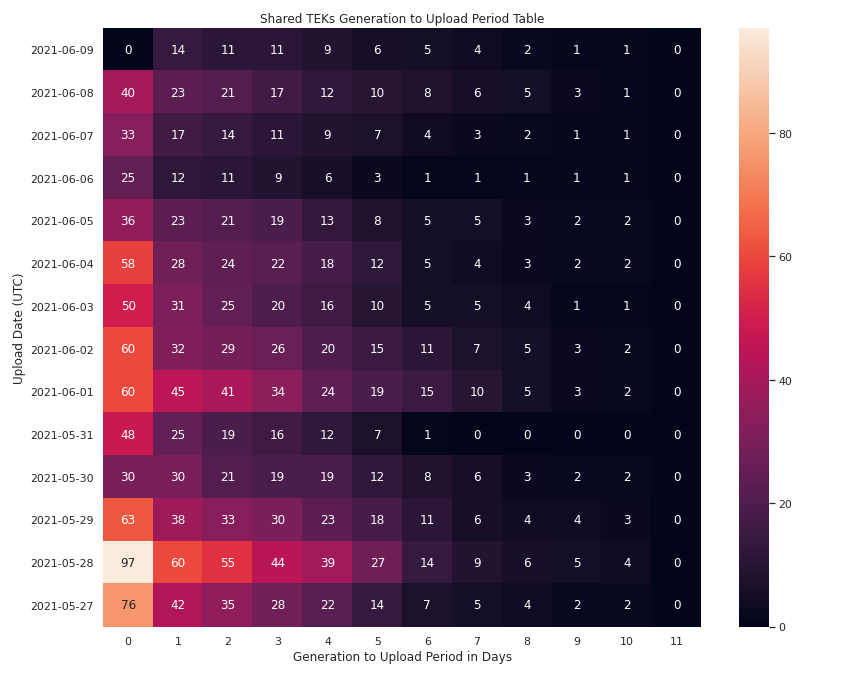 Shared TEKs Generation to Upload Period Table
Upload Date (UTC)
2021-06-09 0 14 11 11 9 6 5 4 2 1 1 0
2021-06-08 40 23 21 17 12 10 8 6 5 3 1 0
2021-06-07 33 17 14 11 9 7 4 3 2 1 1 0
2021-06-06 25 12 11 9 6 3 1 1 1 1 1 0
2021-06-05 36 23 21 19 13 8 5 5 3 2 2 0
2021-06-04 58 28 24 22 18 12 5 4 3 2 2 0
2021-06-03 50 31 25 20 16 10 5 5 4 1 1 0
2021-06-02 60 32 29 26 20 15 11 7 5 3 2 0
2021-06-01 60 45 41 34 24 19 15 10 5 3 2 0
2021-05-31 48 25 19 16 12 7 1 0 0 0 0 0
2021-05-30 30 30 21 19 19 12 8 6 3 2 2 0
2021-05-29 63 38 33 30 23 18 11 6 4 4 3 0
2021-05-28 97 60 55 44 39 27 14 9 6 5 4 0
2021-05-27 76 42 35 28 22 14 7 5 4 2 2 0
0 1 2 3 4 5 6 7 8 9 10 11
Generation to Upload Period in Days
80
60
40
20
0